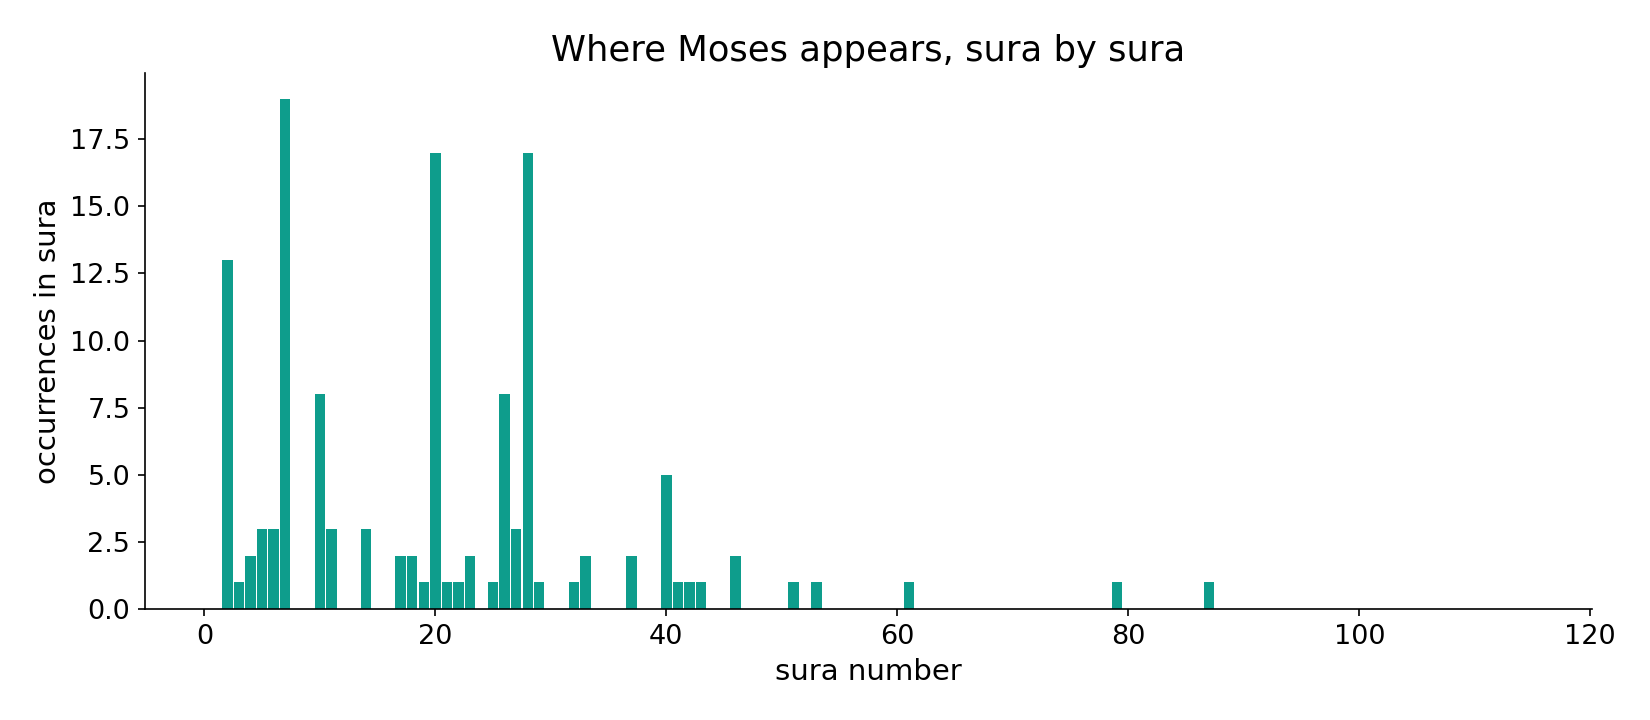 Where Moses appears, sura by sura
occurrences in sura
17.5
15.0
12.5
10.0
7.5
5.0
2.5
0.0
0 20 40 60 80 100 120
sura number